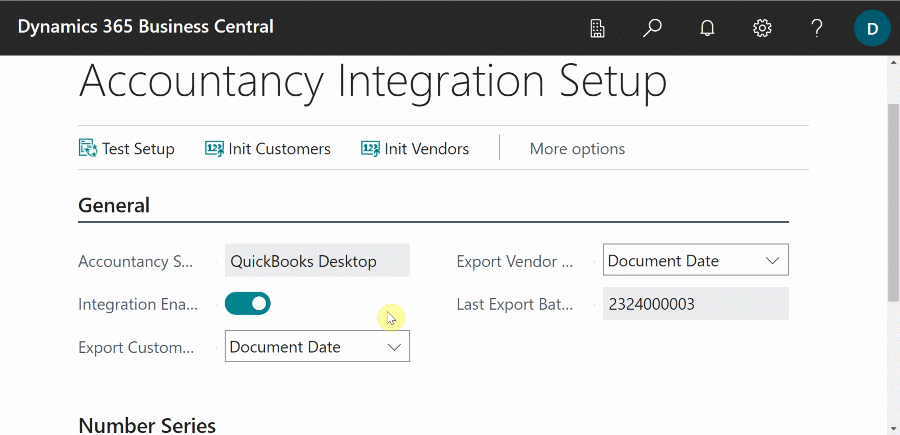 Dynamics 365 Business Central
D
Accountancy Integration Setup
Test Setup Init Customers Init Vendors More options
General
Accountancy S... QuickBooks Desktop Export Vendor ... Document Date
Integration Ena... Last Export Bat... 2324000003
Export Custom... Document Date
Number Series